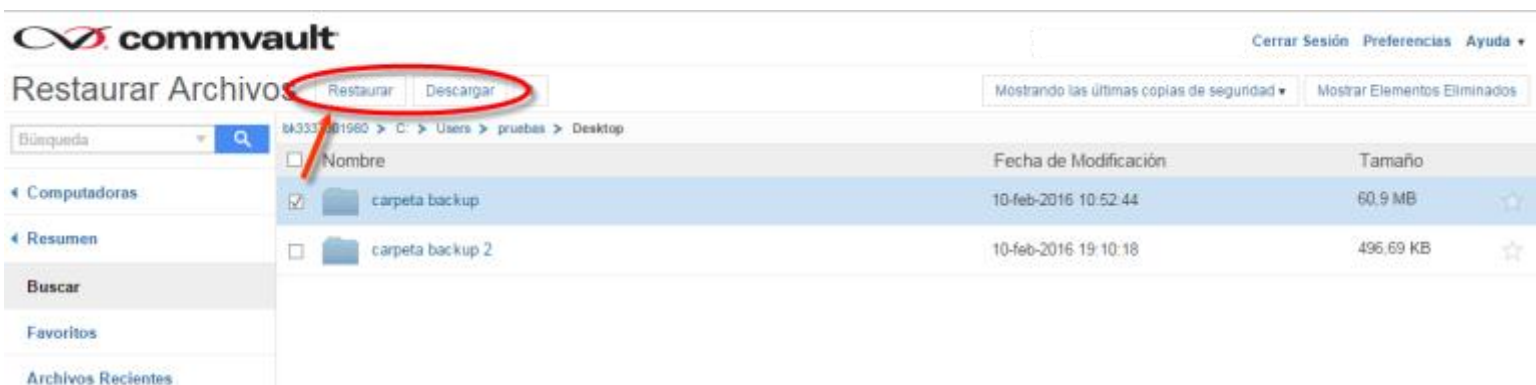 commvault
Cerrar Sesión Preferencias Ayuda
Restaurar Archivos Restaurar Descargar Mostrando las últimas copias de seguridad Mostrar Elementos Eliminados
Búsqueda
> C: > Users > pruebas > Desktop
Nombre Fecha de Modificación Tamaño
Computadoras
carpeta backup 10-feb-2016 10:52:44 60,9 MB
Resumen
carpeta backup 2 10-feb-2016 19:10:18 496,69 KB
Buscar
Favoritos
Archivos Recientes